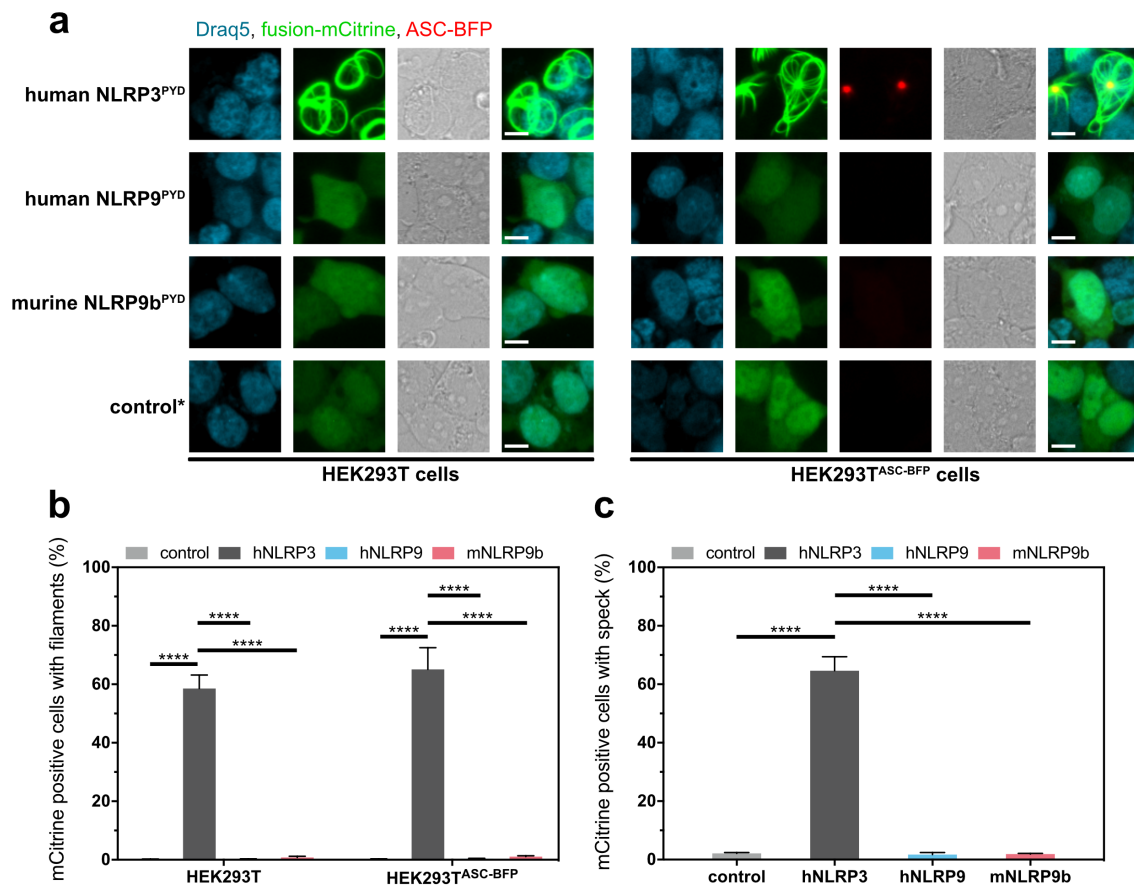 a
Draq5, fusion-mCitrine, ASC-BFP
human NLRP3PYD
human NLRP9PYD
murine NLRP9bPYD
control*
HEK293T cells
HEK293TASC-BFP cells
b
control hNLRP3 hNLRP9 mNLRP9b
mCitrine positive cells with filaments (%)
100
80
60
40
20
0
****
****
****
****
****
****
HEK293T
HEK293TASC-BFP
c
control hNLRP3 hNLRP9 mNLRP9b
mCitrine positive cells with speck (%)
100
80
60
40
20
0
****
****
****
control hNLRP3 hNLRP9 mNLRP9b